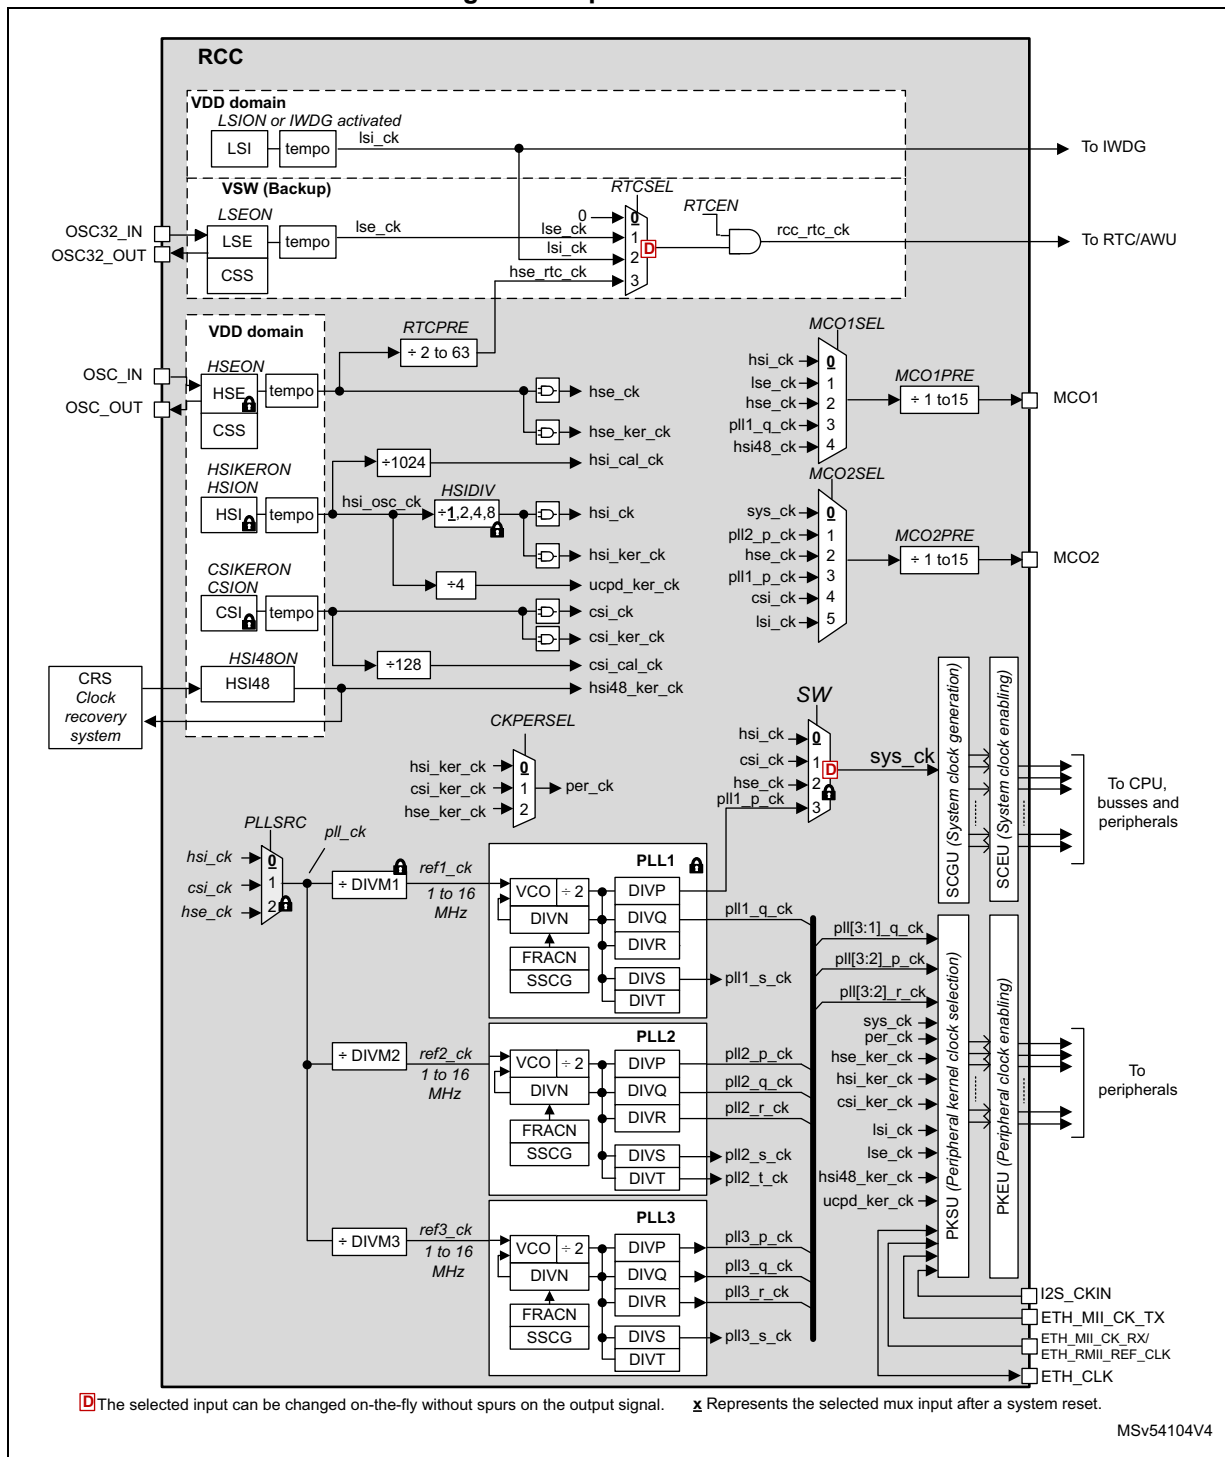 RCC
VDD domain
LSION or IWDG activated
LSI
tempo
lsi_ck
To IWDG
VSW (Backup)
LSEON
RTCSEL
RTCEN
OSC32_IN
OSC32_OUT
LSE
CSS
tempo
lse_ck
0
lse_ck
lsi_ck
hse_rtc_ck
0
1
2
3
D
rcc_rtc_ck
To RTC/AWU
VDD domain
RTCPRE
÷ 2 to 63
HSEON
OSC_IN
OSC_OUT
HSE
CSS
tempo
hse_ck
hse_ker_ck
÷1024
hsi_cal_ck
HSIKERON
HSION
HSI
tempo
hsi_osc_ck
HSIDIV
÷1,2,4,8
hsi_ck
hsi_ker_ck
÷4
ucpd_ker_ck
CSIKERON
CSION
CSI
tempo
csi_ck
csi_ker_ck
÷128
csi_cal_ck
HSI48ON
HSI48
hsi48_ker_ck
CRS
Clock
recovery
system
MCO1SEL
hsi_ck
lse_ck
hse_ck
pll1_q_ck
hsi48_ck
0
1
2
3
4
MCO1PRE
÷ 1 to15
MCO1
MCO2SEL
sys_ck
pll2_p_ck
hse_ck
pll1_p_ck
csi_ck
lsi_ck
0
1
2
3
4
5
MCO2PRE
÷ 1 to15
MCO2
CKPERSEL
hsi_ker_ck
csi_ker_ck
hse_ker_ck
0
1
2
per_ck
SW
hsi_ck
csi_ck
hse_ck
pll1_p_ck
0
1
2
3
D
sys_ck
SCGU (System clock generation)
SCEU (System clock enabling)
To CPU,
busses and
peripherals
PLLSRC
hsi_ck
csi_ck
hse_ck
0
1
2
pll_ck
÷ DIVM1
ref1_ck
1 to 16
MHz
PLL1
VCO
÷ 2
DIVN
FRACN
SSCG
DIVP
DIVQ
DIVR
DIVS
DIVT
pll1_q_ck
pll1_s_ck
÷ DIVM2
ref2_ck
1 to 16
MHz
PLL2
VCO
÷ 2
DIVN
FRACN
SSCG
DIVP
DIVQ
DIVR
DIVS
DIVT
pll2_p_ck
pll2_q_ck
pll2_r_ck
pll2_s_ck
pll2_t_ck
÷ DIVM3
ref3_ck
1 to 16
MHz
PLL3
VCO
÷ 2
DIVN
FRACN
SSCG
DIVP
DIVQ
DIVR
DIVS
DIVT
pll3_p_ck
pll3_q_ck
pll3_r_ck
pll3_s_ck
pll[3:1]_q_ck
pll[3:2]_p_ck
pll[3:2]_r_ck
sys_ck
per_ck
hse_ker_ck
hsi_ker_ck
csi_ker_ck
lsi_ck
lse_ck
hsi48_ker_ck
ucpd_ker_ck
PKSU (Peripheral kernel clock selection)
PKEU (Peripheral clock enabling)
To
peripherals
I2S_CKIN
ETH_MII_CK_TX
ETH_MII_CK_RX/
ETH_RMII_REF_CLK
ETH_CLK
D The selected input can be changed on-the-fly without spurs on the output signal.
x Represents the selected mux input after a system reset.
MSv54104V4